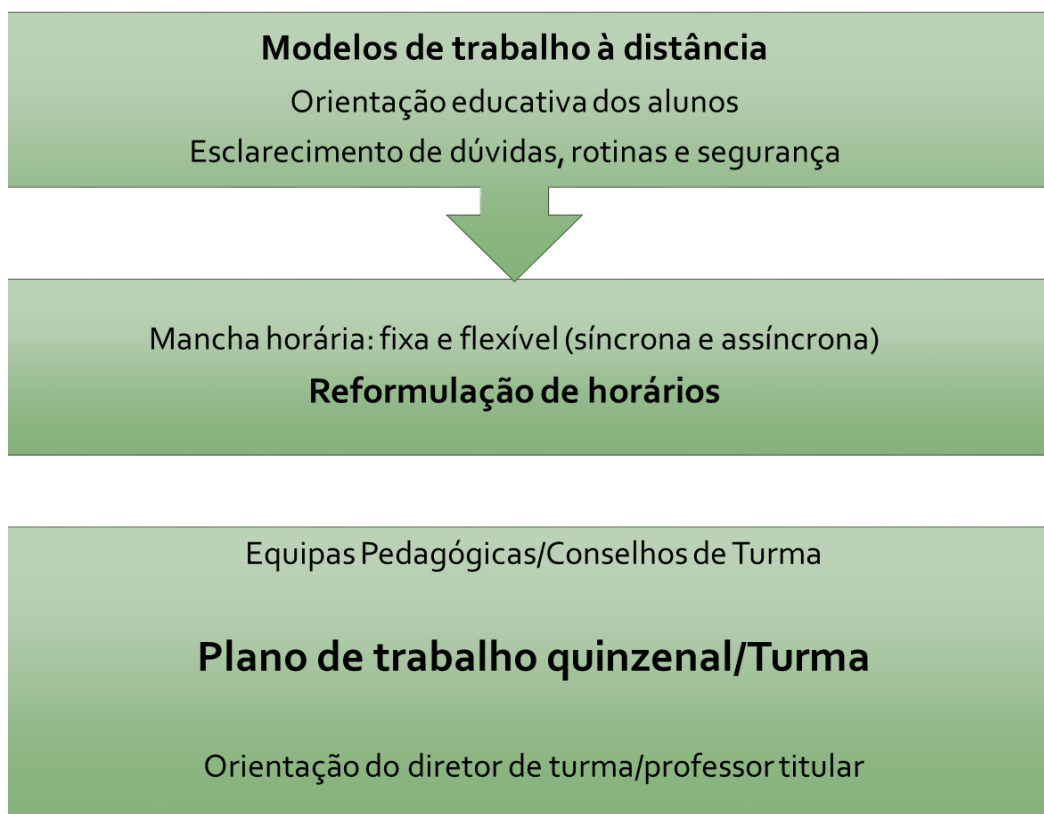 Modelos de trabalho à distância
Orientação educativa dos alunos
Esclarecimento de dúvidas, rotinas e segurança
Mancha horária: fixa e flexível (síncrona e assíncrona)
Reformulação de horários
Equipas Pedagógicas/Conselhos de Turma
Plano de trabalho quinzenal/Turma
Orientação do diretor de turma/professor titular